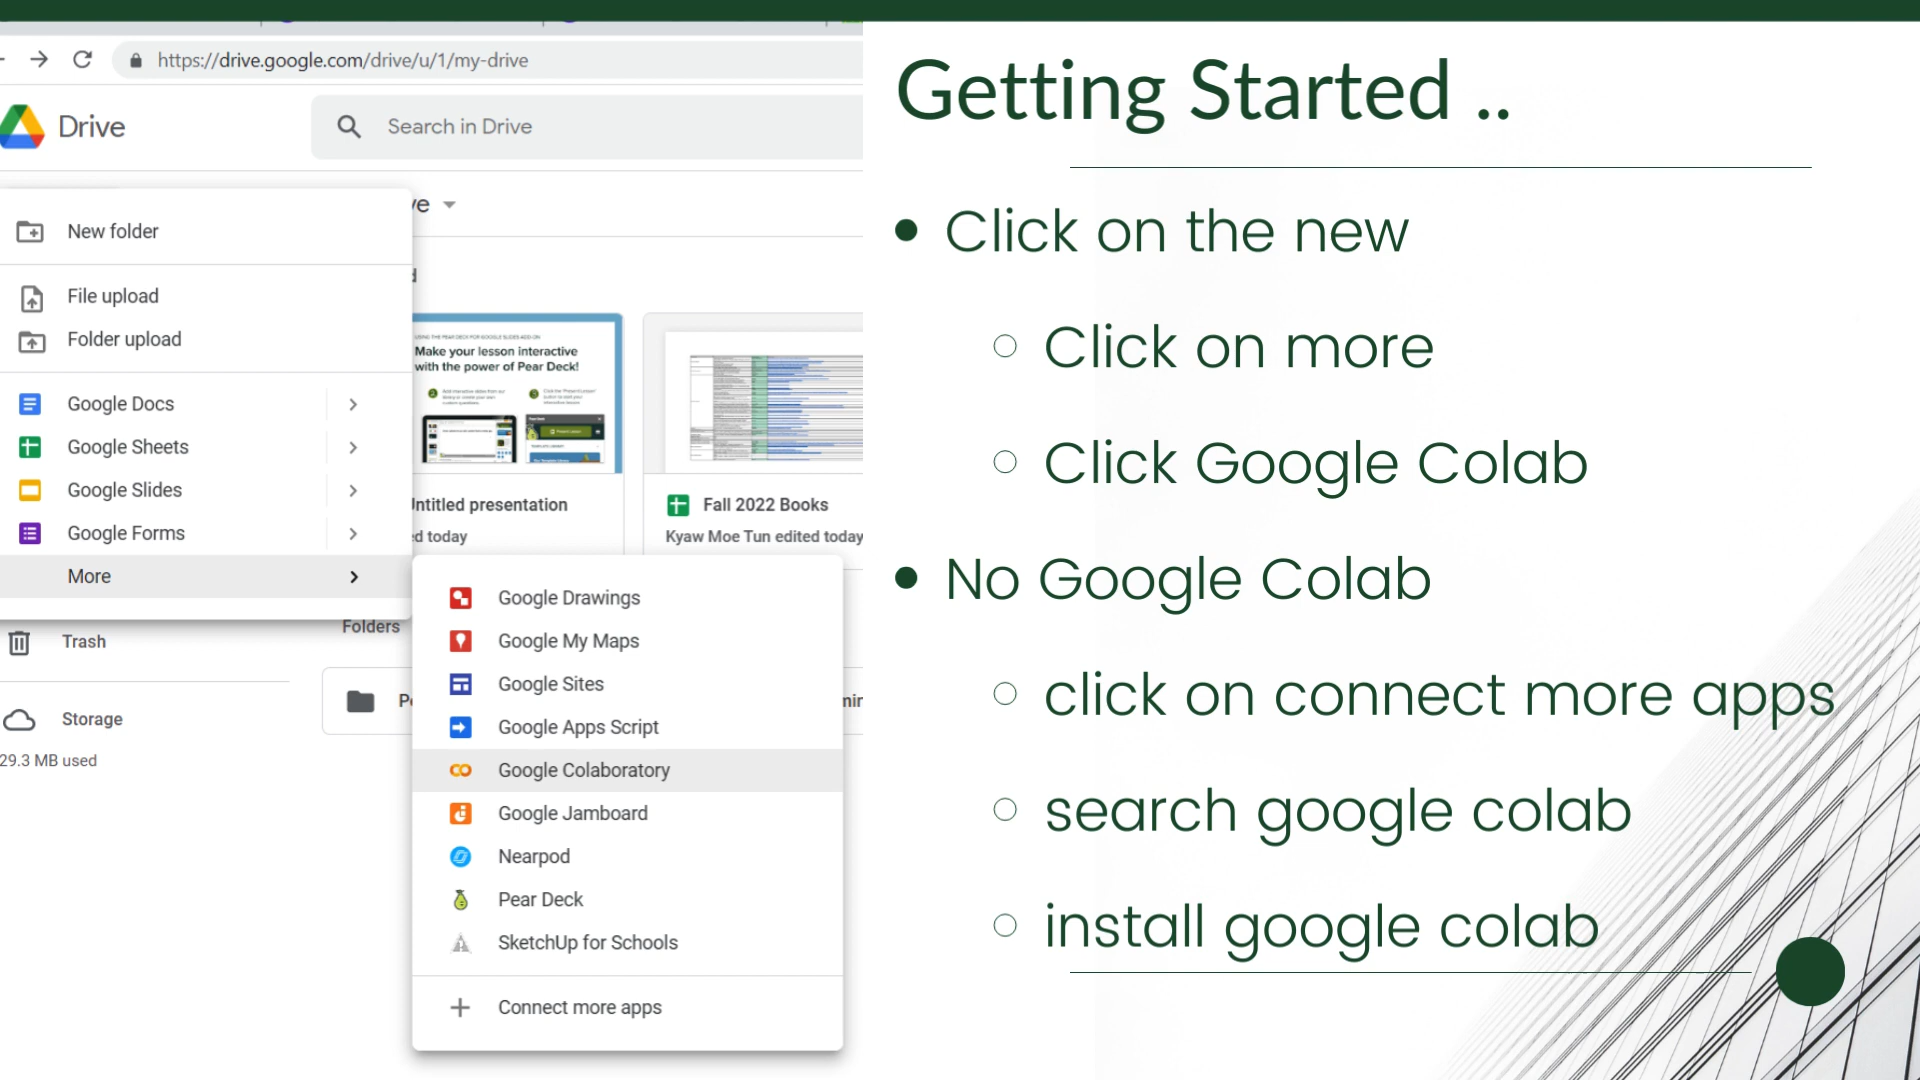 https://drive.google.com/drive/u/1/my-drive
Drive
Search in Drive
New folder
File upload
Folder upload
Google Docs
Google Sheets
Google Slides
Google Forms
More
Trash
Storage
29.3 MB used
Make your lesson interactive
with the power of Pear Deck!
Untitled presentation
ed today
Fall 2022 Books
Kyaw Moe Tun edited today
Folders
Google Drawings
Google My Maps
Google Sites
Google Apps Script
Google Colaboratory
Google Jamboard
Nearpod
Pear Deck
SketchUp for Schools
Connect more apps
Getting Started ..
Click on the new
Click on more
Click Google Colab
No Google Colab
click on connect more apps
search google colab
install google colab